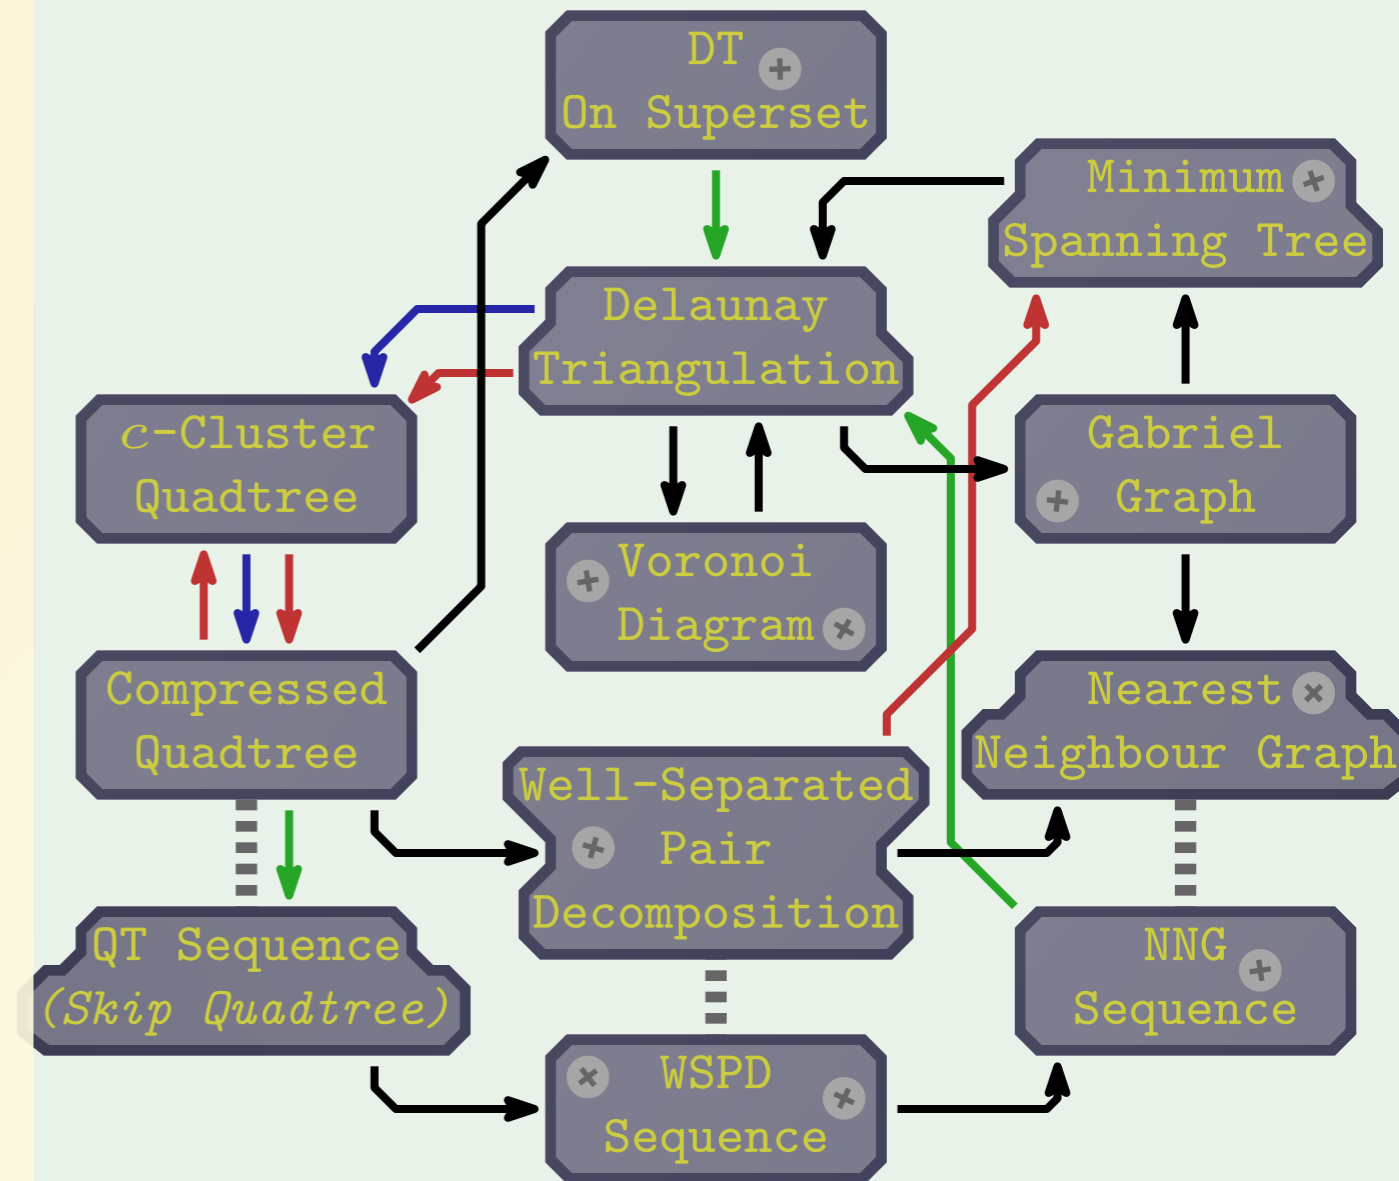 DT
On Superset
Minimum
Spanning Tree
Delaunay
Triangulation
c-Cluster
Quadtree
Gabriel
Graph
Voronoi
Diagram
Compressed
Quadtree
Nearest
Neighbour Graph
Well-Separated
Pair
Decomposition
QT Sequence
(Skip Quadtree)
NNG
Sequence
WSPD
Sequence